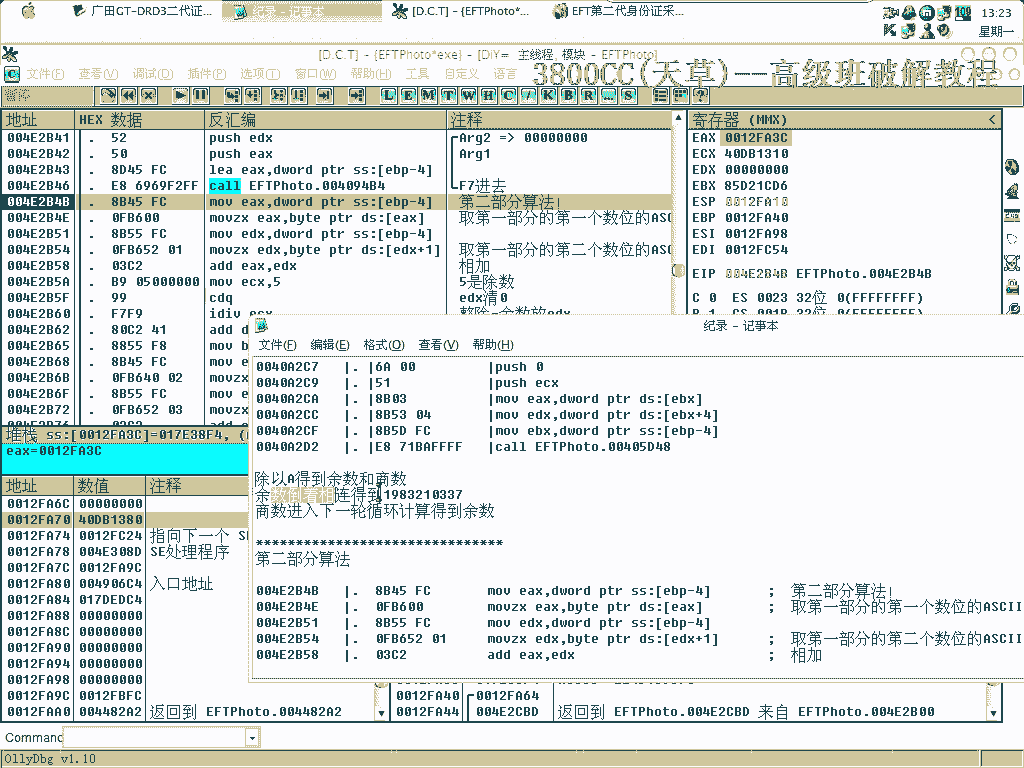 广田GT-DRD3二代证...
纪录 - 记事本
[D.C.T] - {EFTPhoto*...
EFT第二代身份证采...
13:23
星期一
[D.C.T] - {EFTPhoto*exe} - [DiY= 主线程, 模块 - EFTPhoto]
文件(F) 查看(V) 调试(D) 插件(P) 选项(T) 窗口(W) 帮助(H) 工具 自定义 语言
3800CC(天草)--高级班破解教程
暂停
L E M T W H C / K B R ... S
地址 HEX 数据 反汇编 注释
004E2B41 . 52 push edx Arg2 => 00000000
004E2B42 . 50 push eax Arg1
004E2B43 . 8D45 FC lea eax,dword ptr ss:[ebp-4]
004E2B46 . E8 6969F2FF call EFTPhoto.004094B4 F7进去
004E2B4B . 8B45 FC mov eax,dword ptr ss:[ebp-4] 第二部分算法!
004E2B4E . 0FB600 movzx eax,byte ptr ds:[eax] 取第一部分的第一个数位的ASC
004E2B51 . 8B55 FC mov edx,dword ptr ss:[ebp-4]
004E2B54 . 0FB652 01 movzx edx,byte ptr ds:[edx+1] 取第一部分的第二个数位的ASC
004E2B58 . 03C2 add eax,edx 相加
004E2B5A . B9 05000000 mov ecx,5 5是除数
004E2B5F . 99 cdq edx清0
004E2B60 . F7F9 idiv ecx
004E2B62 . 80C2 41 add d
004E2B65 . 8855 F8 mov b
004E2B68 . 8B45 FC mov e
004E2B6B . 0FB640 02 movzx
004E2B6F . 8B55 FC mov e
004E2B72 . 0FB652 03 movzx
寄存器 (MMX) <
EAX 0012FA3C
ECX 40DB1310
EDX 00000000
EBX 85D21CD6
ESP 0012FA10
EBP 0012FA40
ESI 0012FA98
EDI 0012FC54
EIP 004E2B4B EFTPhoto.004E2B4B
C 0 ES 0023 32位 0(FFFFFFFF)
堆栈 ss:[0012FA3C]=017E38F4, (
eax=0012FA3C
地址 数值 注释
0012FA6C 00000000
0012FA70 40DB1380
0012FA74 0012FC24 指向下一个 SE
0012FA78 004E308D SE处理程序
0012FA7C 0012FA9C
0012FA80 004906C4 入口地址
0012FA84 017DEDC4
0012FA88 00000000
0012FA8C 00000000
0012FA90 00000000
0012FA94 00000000
0012FA98 00000000
0012FA9C 0012FBFC
0012FAA0 004482A2 返回到 EFTPhoto.004482A2
纪录 - 记事本
文件(F) 编辑(E) 格式(O) 查看(V) 帮助(H)
0040A2C7 |. |6A 00 |push 0
0040A2C9 |. |51 |push ecx
0040A2CA |. |8B03 |mov eax,dword ptr ds:[ebx]
0040A2CC |. |8B53 04 |mov edx,dword ptr ds:[ebx+4]
0040A2CF |. |8B5D FC |mov ebx,dword ptr ss:[ebp-4]
0040A2D2 |. |E8 71BAFFFF |call EFTPhoto.00405D48
除以A得到余数和商数
余数倒着相连得到1983210337
商数进入下一轮循环计算得到余数
*******************************
第二部分算法
004E2B4B |. 8B45 FC mov eax,dword ptr ss:[ebp-4] ; 第二部分算法!
004E2B4E |. 0FB600 movzx eax,byte ptr ds:[eax] ; 取第一部分的第一个数位的ASCII
004E2B51 |. 8B55 FC mov edx,dword ptr ss:[ebp-4]
004E2B54 |. 0FB652 01 movzx edx,byte ptr ds:[edx+1] ; 取第一部分的第二个数位的ASCII
004E2B58 |. 03C2 add eax,edx ; 相加
0012FA40 0012FA64
0012FA44 004E2CBD 返回到 EFTPhoto.004E2CBD 来自 EFTPhoto.004E2B00
Command
OllyDbg v1.10